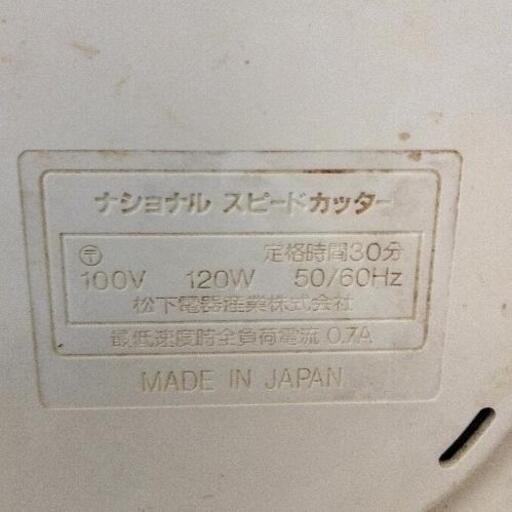 ナショナル スピードカッター
〒 定格時間30分
100V 120W 50/60Hz
松下電器産業株式会社
最低速度時全負荷電流 0.7A
MADE IN JAPAN